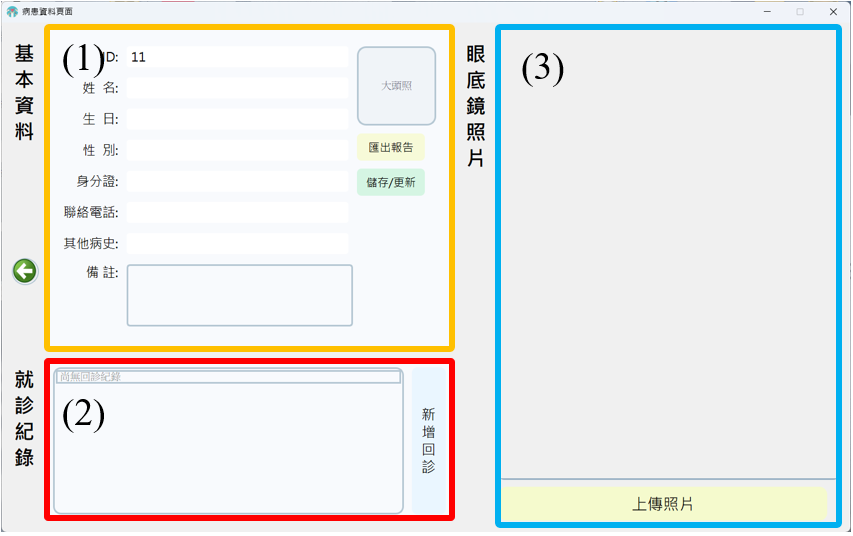 病患資料頁面
基本資料
(1)
ID: 11
姓 名:
生 日:
性 別:
身分證:
聯絡電話:
其他病史:
備 註:
大頭照
匯出報告
儲存/更新
就診紀錄
尚無回診紀錄
(2)
新增回診
眼底鏡照片
(3)
上傳照片